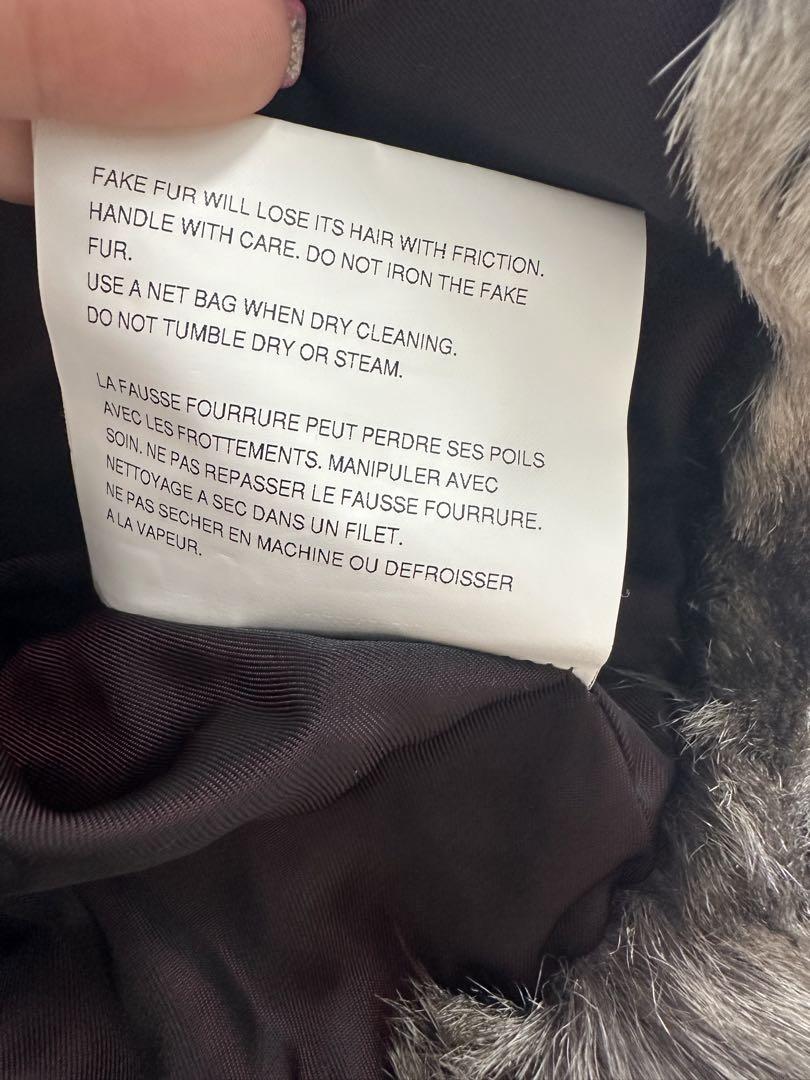 FAKE FUR WILL LOSE ITS HAIR WITH FRICTION.
HANDLE WITH CARE. DO NOT IRON THE FAKE
FUR.
USE A NET BAG WHEN DRY CLEANING.
DO NOT TUMBLE DRY OR STEAM.
LA FAUSSE FOURRURE PEUT PERDRE SES POILS
AVEC LES FROTTEMENTS. MANIPULER AVEC
SOIN. NE PAS REPASSER LE FAUSSE FOURRURE.
NETTOYAGE A SEC DANS UN FILET.
NE PAS SECHER EN MACHINE OU DEFROISSER
A LA VAPEUR.